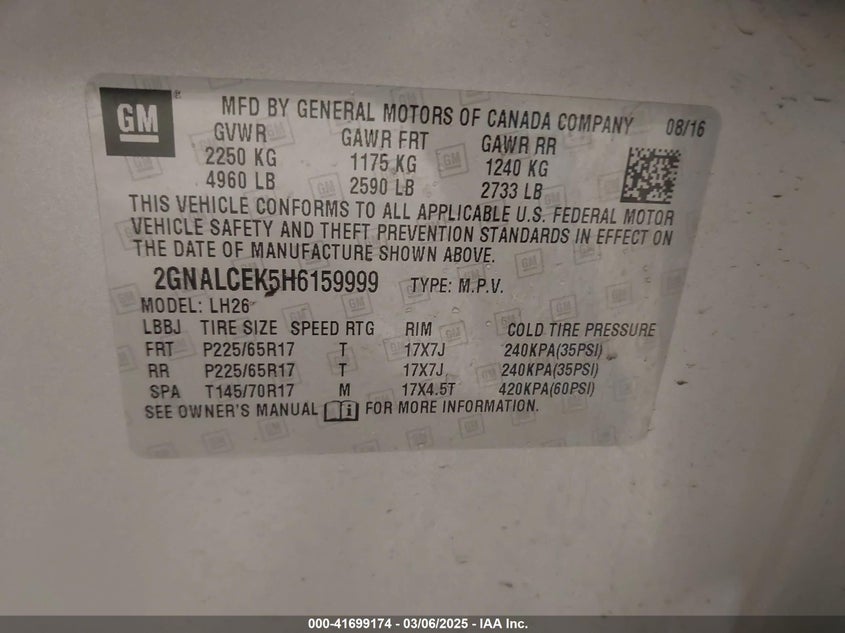 GM ®
MFD BY GENERAL MOTORS OF CANADA COMPANY 08/16
GVWR GAWR FRT GAWR RR
2250 KG 1175 KG 1240 KG
4960 LB 2590 LB 2733 LB
THIS VEHICLE CONFORMS TO ALL APPLICABLE U.S. FEDERAL MOTOR
VEHICLE SAFETY AND THEFT PREVENTION STANDARDS IN EFFECT ON
THE DATE OF MANUFACTURE SHOWN ABOVE.
2GNALCEK5H6159999 TYPE: M.P.V.
MODEL: LH26
LBBJ TIRE SIZE SPEED RTG RIM COLD TIRE PRESSURE
FRT P225/65R17 T 17X7J 240KPA(35PSI)
RR P225/65R17 T 17X7J 240KPA(35PSI)
SPA T145/70R17 M 17X4.5T 420KPA(60PSI)
SEE OWNER'S MANUAL FOR MORE INFORMATION.
000-41699174 | 03/06/2025 - IAA Inc.